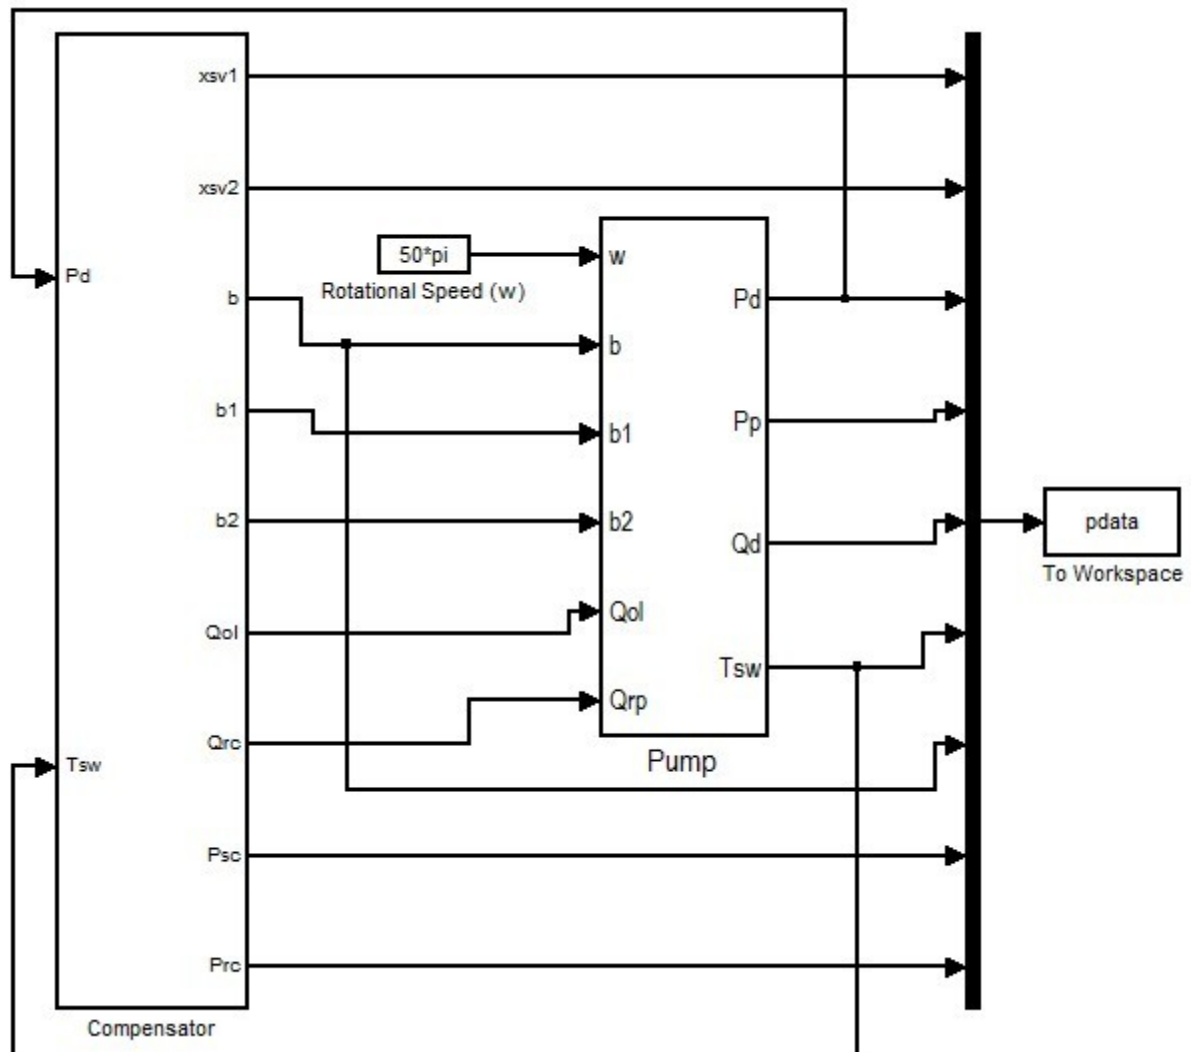 xsv1
xsv2
Pd
b
b1
b2
Qol
Qrc
Tsw
Psc
Prc
Compensator
50*pi
Rotational Speed (w)
w
b
b1
b2
Qol
Qrp
Pd
Pp
Qd
Tsw
Pump
pdata
To Workspace